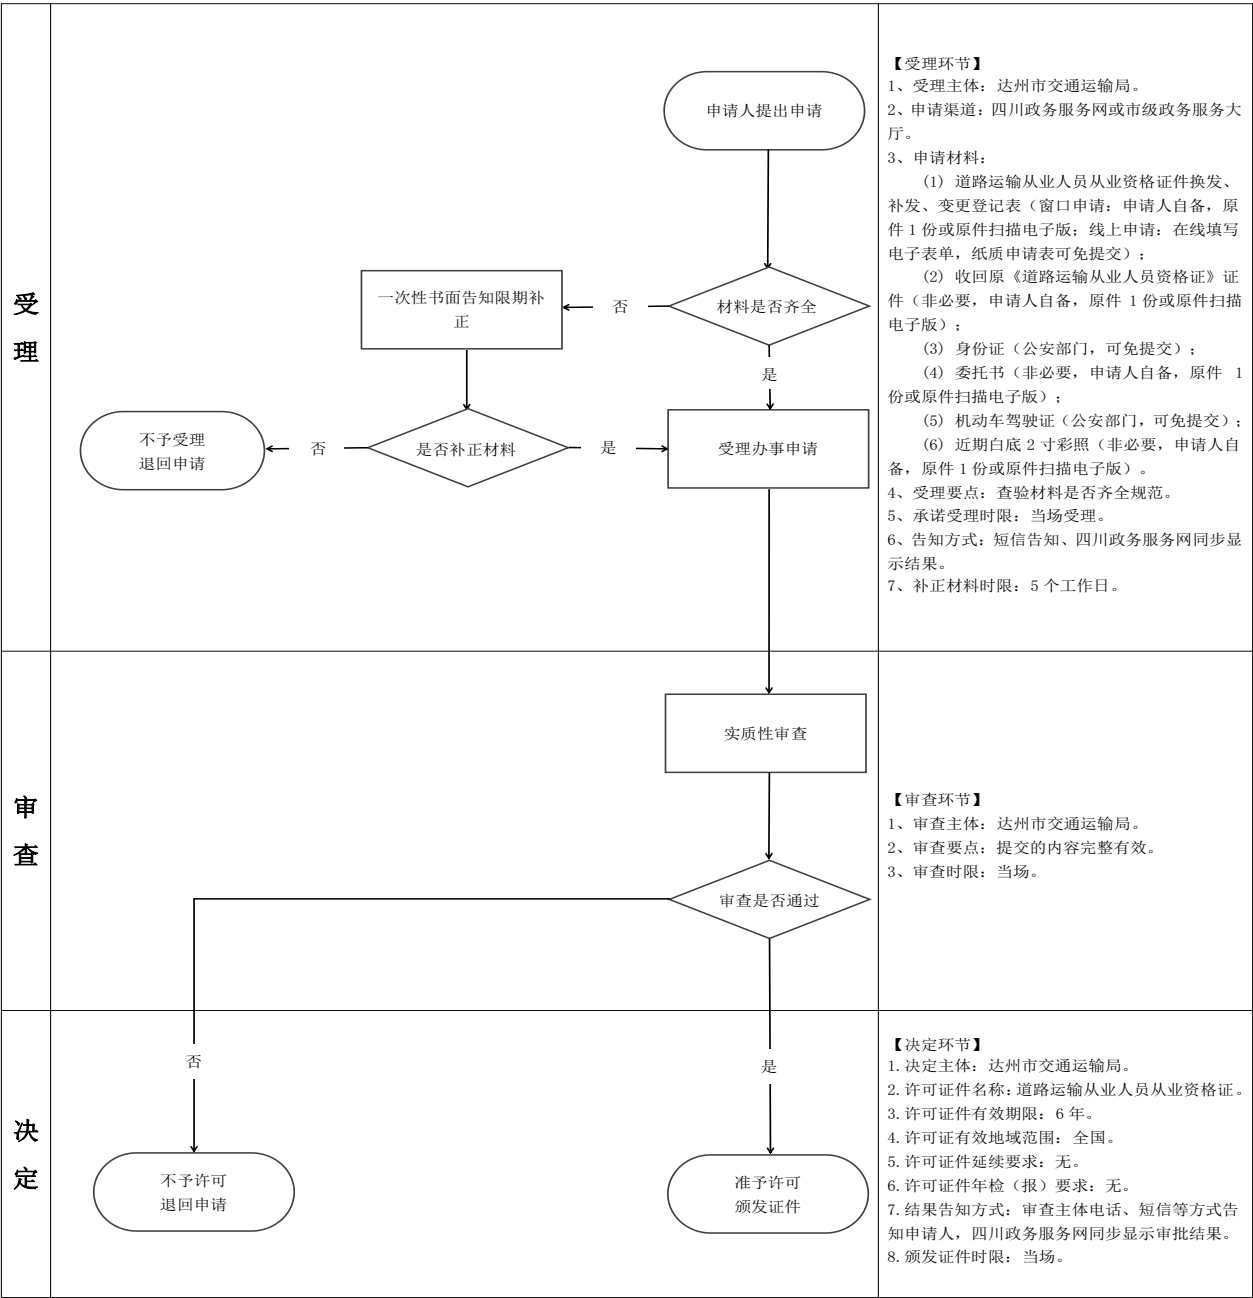 受
理
申请人提出申请
材料是否齐全
否
一次性书面告知限期补
正
是
是否补正材料
否
不予受理
退回申请
是
受理办事申请
【受理环节】
1、受理主体：达州市交通运输局。
2、申请渠道：四川政务服务网或市级政务服务大
厅。
3、申请材料：
（1）道路运输从业人员从业资格证件换发、
补发、变更登记表（窗口申请：申请人自备，原
件 1 份或原件扫描电子版；线上申请：在线填写
电子表单，纸质申请表可免提交）；
（2）收回原《道路运输从业人员资格证》证
件（非必要，申请人自备，原件 1 份或原件扫描
电子版）；
（3）身份证（公安部门，可免提交）；
（4）委托书（非必要，申请人自备，原件 1
份或原件扫描电子版）；
（5）机动车驾驶证（公安部门，可免提交）；
（6）近期白底 2 寸彩照（非必要，申请人自
备，原件 1 份或原件扫描电子版）。
4、受理要点：查验材料是否齐全规范。
5、承诺受理时限：当场受理。
6、告知方式：短信告知、四川政务服务网同步显
示结果。
7、补正材料时限：5 个工作日。
审
查
实质性审查
审查是否通过
【审查环节】
1、审查主体：达州市交通运输局。
2、审查要点：提交的内容完整有效。
3、审查时限：当场。
决
定
否
是
不予许可
退回申请
准予许可
颁发证件
【决定环节】
1.决定主体：达州市交通运输局。
2.许可证件名称：道路运输从业人员从业资格证。
3.许可证件有效期限：6 年。
4.许可证有效地域范围：全国。
5.许可证件延续要求：无。
6.许可证件年检（报）要求：无。
7.结果告知方式：审查主体电话、短信等方式告
知申请人，四川政务服务网同步显示审批结果。
8.颁发证件时限：当场。